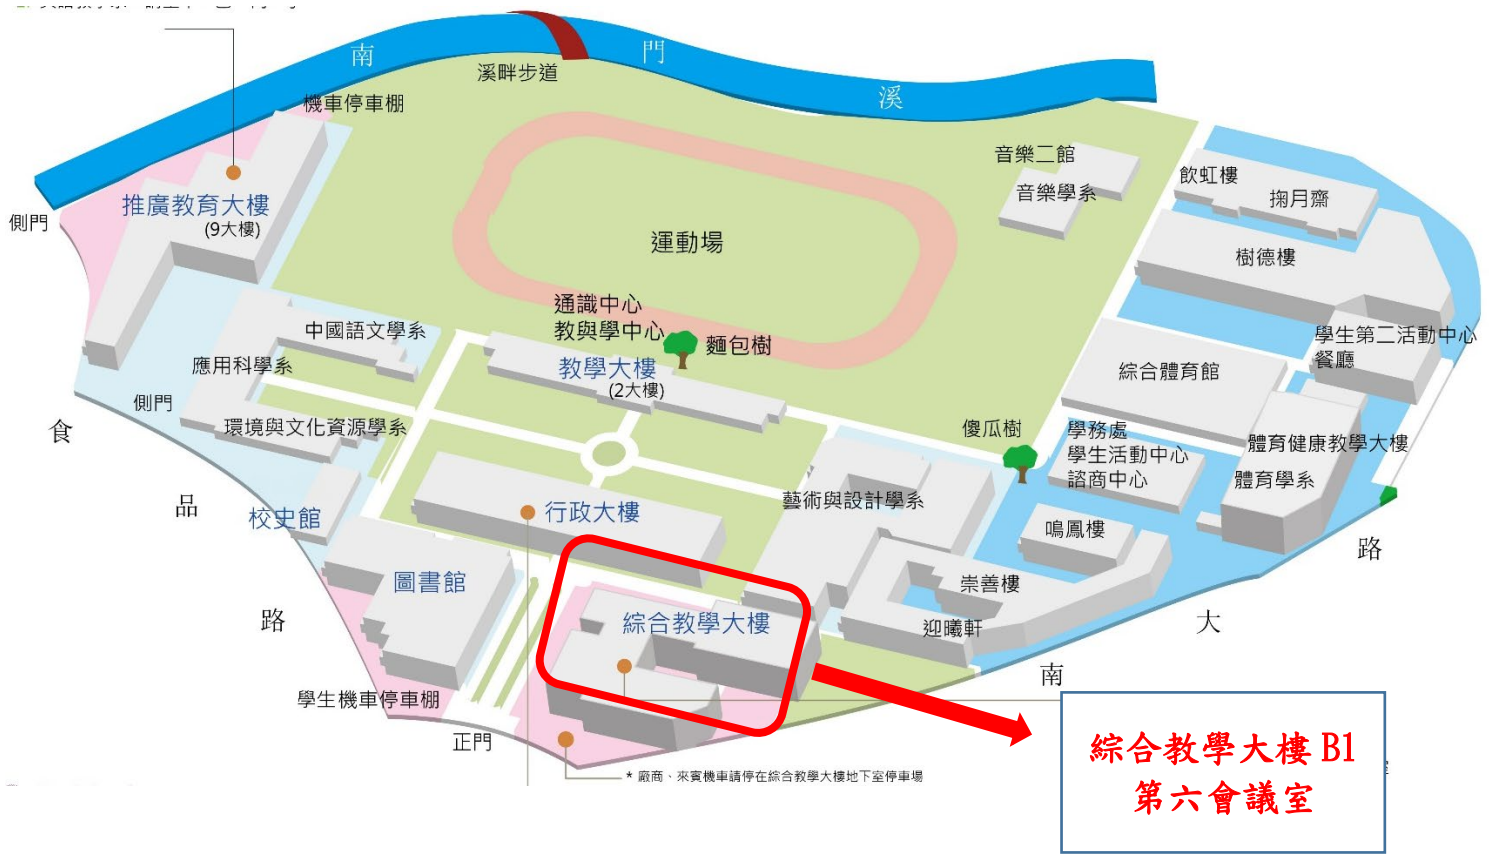 南
門
溪
溪畔步道
機車停車棚
音樂二館
音樂學系
飲虹樓
掬月齋
推廣教育大樓
(9大樓)
側門
運動場
樹德樓
通識中心
教與學中心
麵包樹
教學大樓
(2大樓)
中國語文學系
應用科學系
側門
環境與文化資源學系
學生第二活動中心
餐廳
綜合體育館
傻瓜樹
學務處
學生活動中心
諮商中心
體育健康教學大樓
體育學系
食
品
路
校史館
行政大樓
藝術與設計學系
鳴鳳樓
圖書館
崇善樓
迎曦軒
綜合教學大樓
南
大
路
學生機車停車棚
正門
* 廠商、來賓機車請停在綜合教學大樓地下室停車場
綜合教學大樓 B1
第六會議室